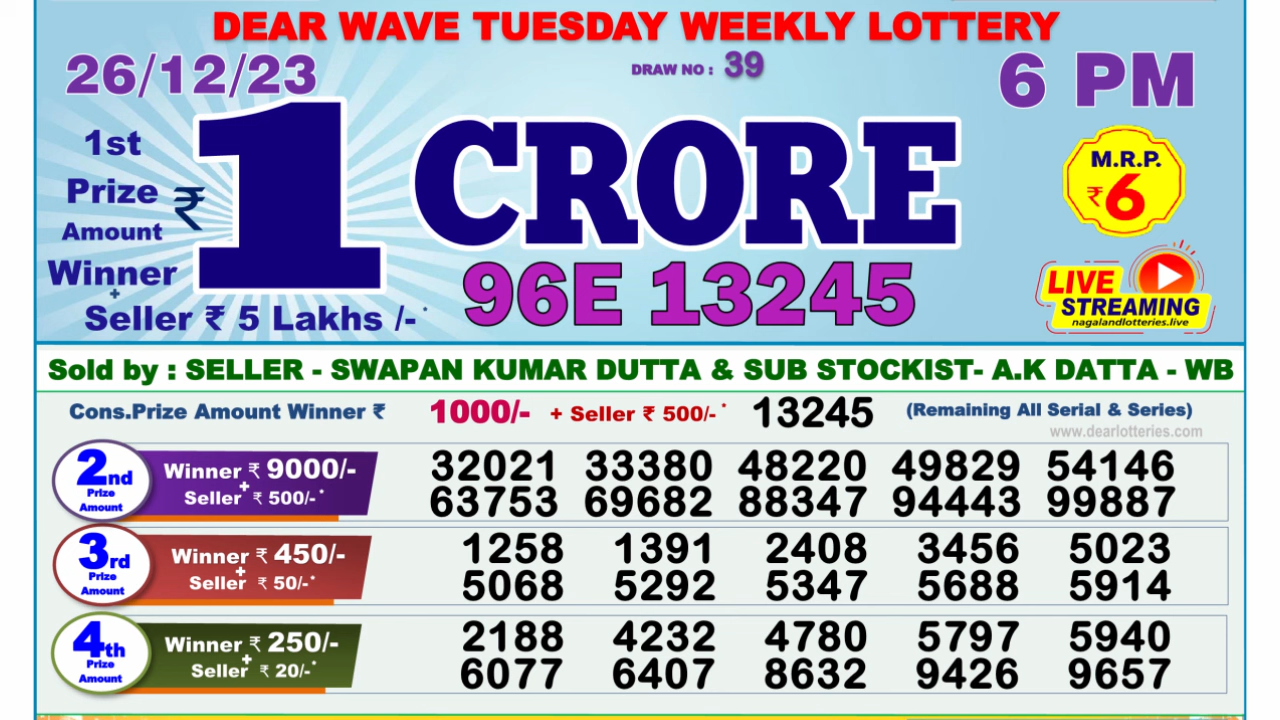 DEAR WAVE TUESDAY WEEKLY LOTTERY
26/12/23
DRAW NO : 39
6 PM
1st
Prize
Amount
Winner
+
Seller ₹ 5 Lakhs /-*
₹ 1 CRORE
96E 13245
M.R.P.
₹6
LIVE
STREAMING
nagalandlotteries.live
Sold by : SELLER - SWAPAN KUMAR DUTTA & SUB STOCKIST- A.K DATTA - WB
Cons.Prize Amount Winner ₹ 1000/- + Seller ₹ 500/-* 13245 (Remaining All Serial & Series)
www.dearlotteries.com
2nd
Prize
Amount
Winner ₹ 9000/-
+
Seller ₹ 500/-*
32021 33380 48220 49829 54146
63753 69682 88347 94443 99887
3rd
Prize
Amount
Winner ₹ 450/-
+
Seller ₹ 50/-*
1258 1391 2408 3456 5023
5068 5292 5347 5688 5914
4th
Prize
Amount
Winner ₹ 250/-
+
Seller ₹ 20/-*
2188 4232 4780 5797 5940
6077 6407 8632 9426 9657